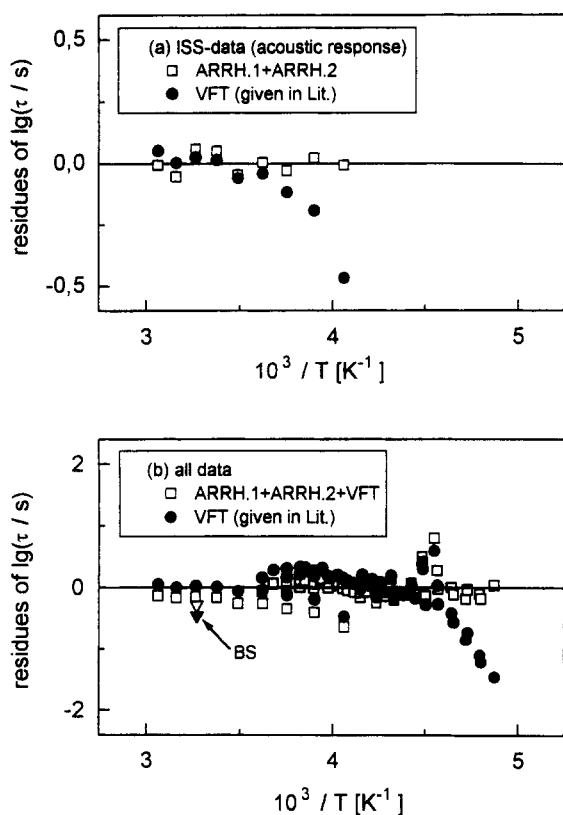 0,5
0,0
-0,5
residues of lg(τ / s)
(a) ISS-data (acoustic response)
ARRH.1+ARRH.2
VFT (given in Lit.)
3
4
5
10³ / T [K⁻¹]
2
0
-2
residues of lg(τ / s)
(b) all data
ARRH.1+ARRH.2+VFT
VFT (given in Lit.)
BS
3
4
5
10³ / T [K⁻¹]